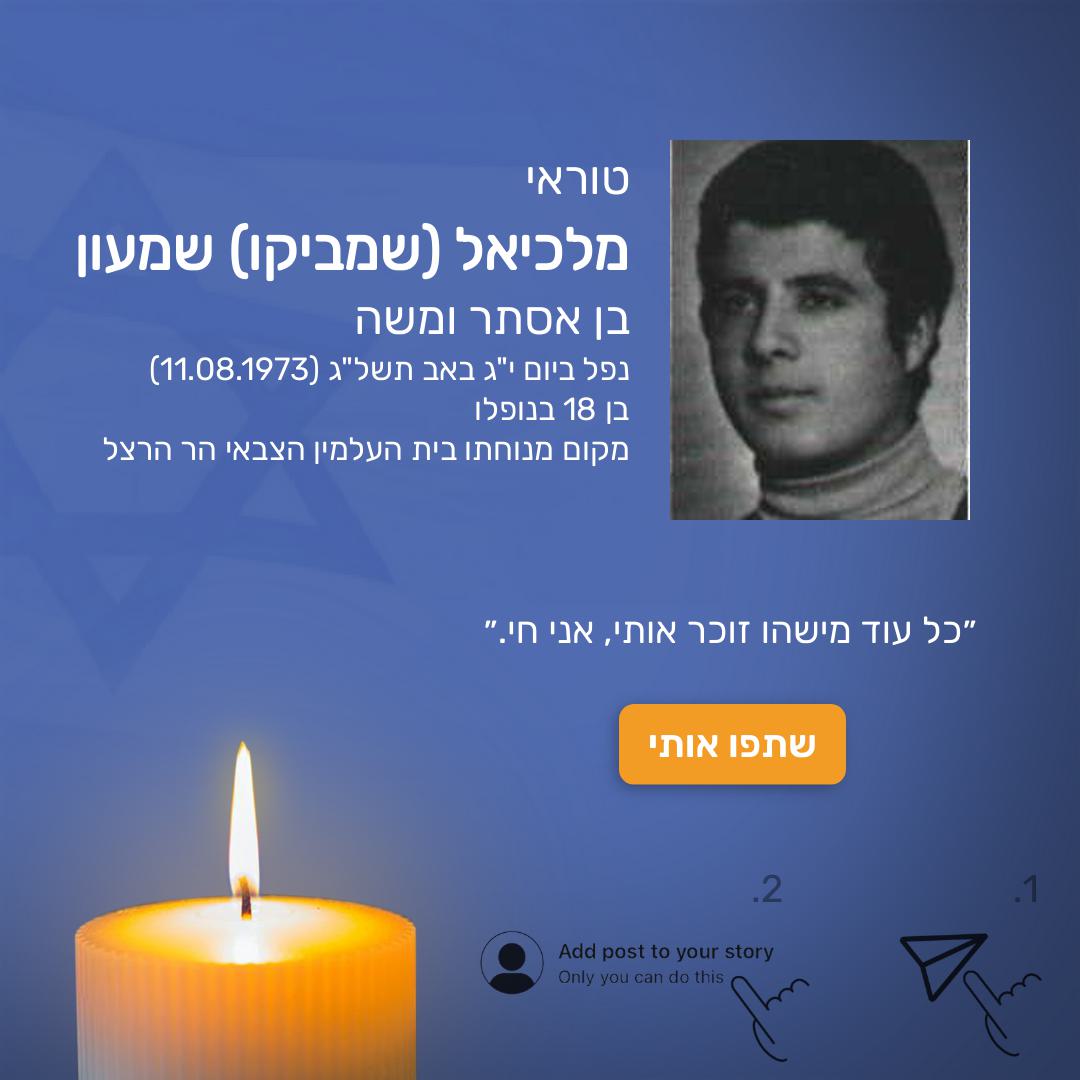 טוראי
מלכיאל (שמביקו) שמעון
בן אסתר ומשה
נפל ביום י"ג באב תשל"ג (11.08.1973)
בן 18 בנופלו
מקום מנוחתו בית העלמין הצבאי הר הרצל
״כל עוד מישהו זוכר אותי, אני חי.״
שתפו אותי
1.
2.
Add post to your story
Only you can do this